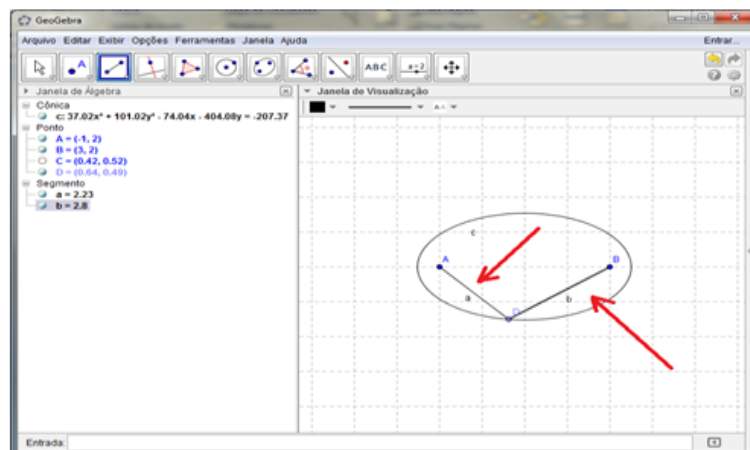 GeoGebra
Arquivo Editar Exibir Opções Ferramentas Janela Ajuda
Entrar...
A
ABC
a=2
Janela de Álgebra
Cônica
c: 37.02x² + 101.02y² - 74.04x - 404.08y = -207.37
Ponto
A = (-1, 2)
B = (3, 2)
C = (0.42, 0.52)
D = (0.64, 0.49)
Segmento
a = 2.23
b = 2.8
Janela de Visualização
c
A
B
a
b
D
Entrada: